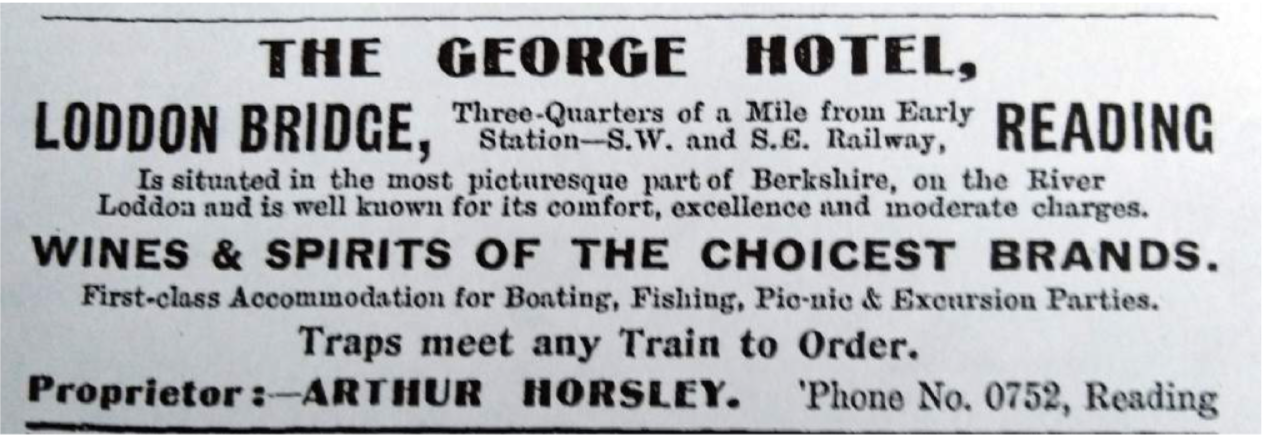 THE GEORGE HOTEL,
LODDON BRIDGE,
Three-Quarters of a Mile from Early
Station—S.W. and S.E. Railway,
READING
Is situated in the most picturesque part of Berkshire, on the River
Loddon and is well known for its comfort, excellence and moderate charges.
WINES & SPIRITS OF THE CHOICEST BRANDS.
First-class Accommodation for Boating, Fishing, Pic-nic & Excursion Parties.
Traps meet any Train to Order.
Proprietor:—ARTHUR HORSLEY. 'Phone No. 0752, Reading